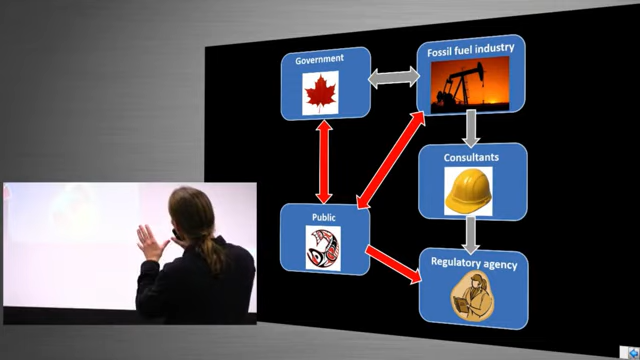 Government
Fossil fuel industry
Consultants
Public
Regulatory agency